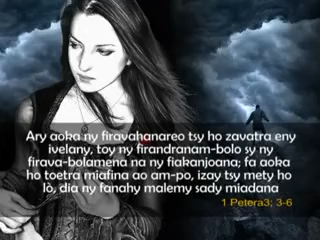 Ary aoka ny firavahanareo tsy ho zavatra eny
ivelany, toy ny firandranam-bolo sy ny
firava-bolamena na ny fiakanjoana; fa aoka
ho toetra miafina ao am-po, izay tsy mety ho
lò, dia ny fanahy malemy sady miadana
1 Petera3; 3-6